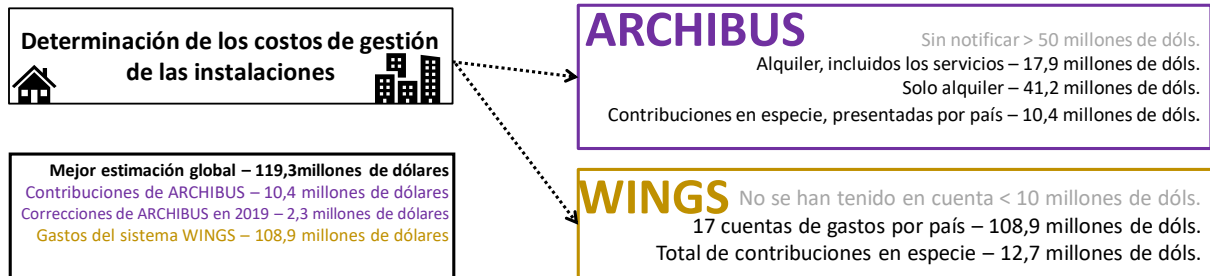 Determinación de los costos de gestión
de las instalaciones
Mejor estimación global – 119,3millones de dólares
Contribuciones de ARCHIBUS – 10,4 millones de dólares
Correcciones de ARCHIBUS en 2019 – 2,3 millones de dólares
Gastos del sistema WINGS – 108,9 millones de dólares
ARCHIBUS
Sin notificar > 50 millones de dóls.
Alquiler, incluidos los servicios – 17,9 millones de dóls.
Solo alquiler – 41,2 millones de dóls.
Contribuciones en especie, presentadas por país – 10,4 millones de dóls.
WINGS
No se han tenido en cuenta < 10 millones de dóls.
17 cuentas de gastos por país – 108,9 millones de dóls.
Total de contribuciones en especie – 12,7 millones de dóls.